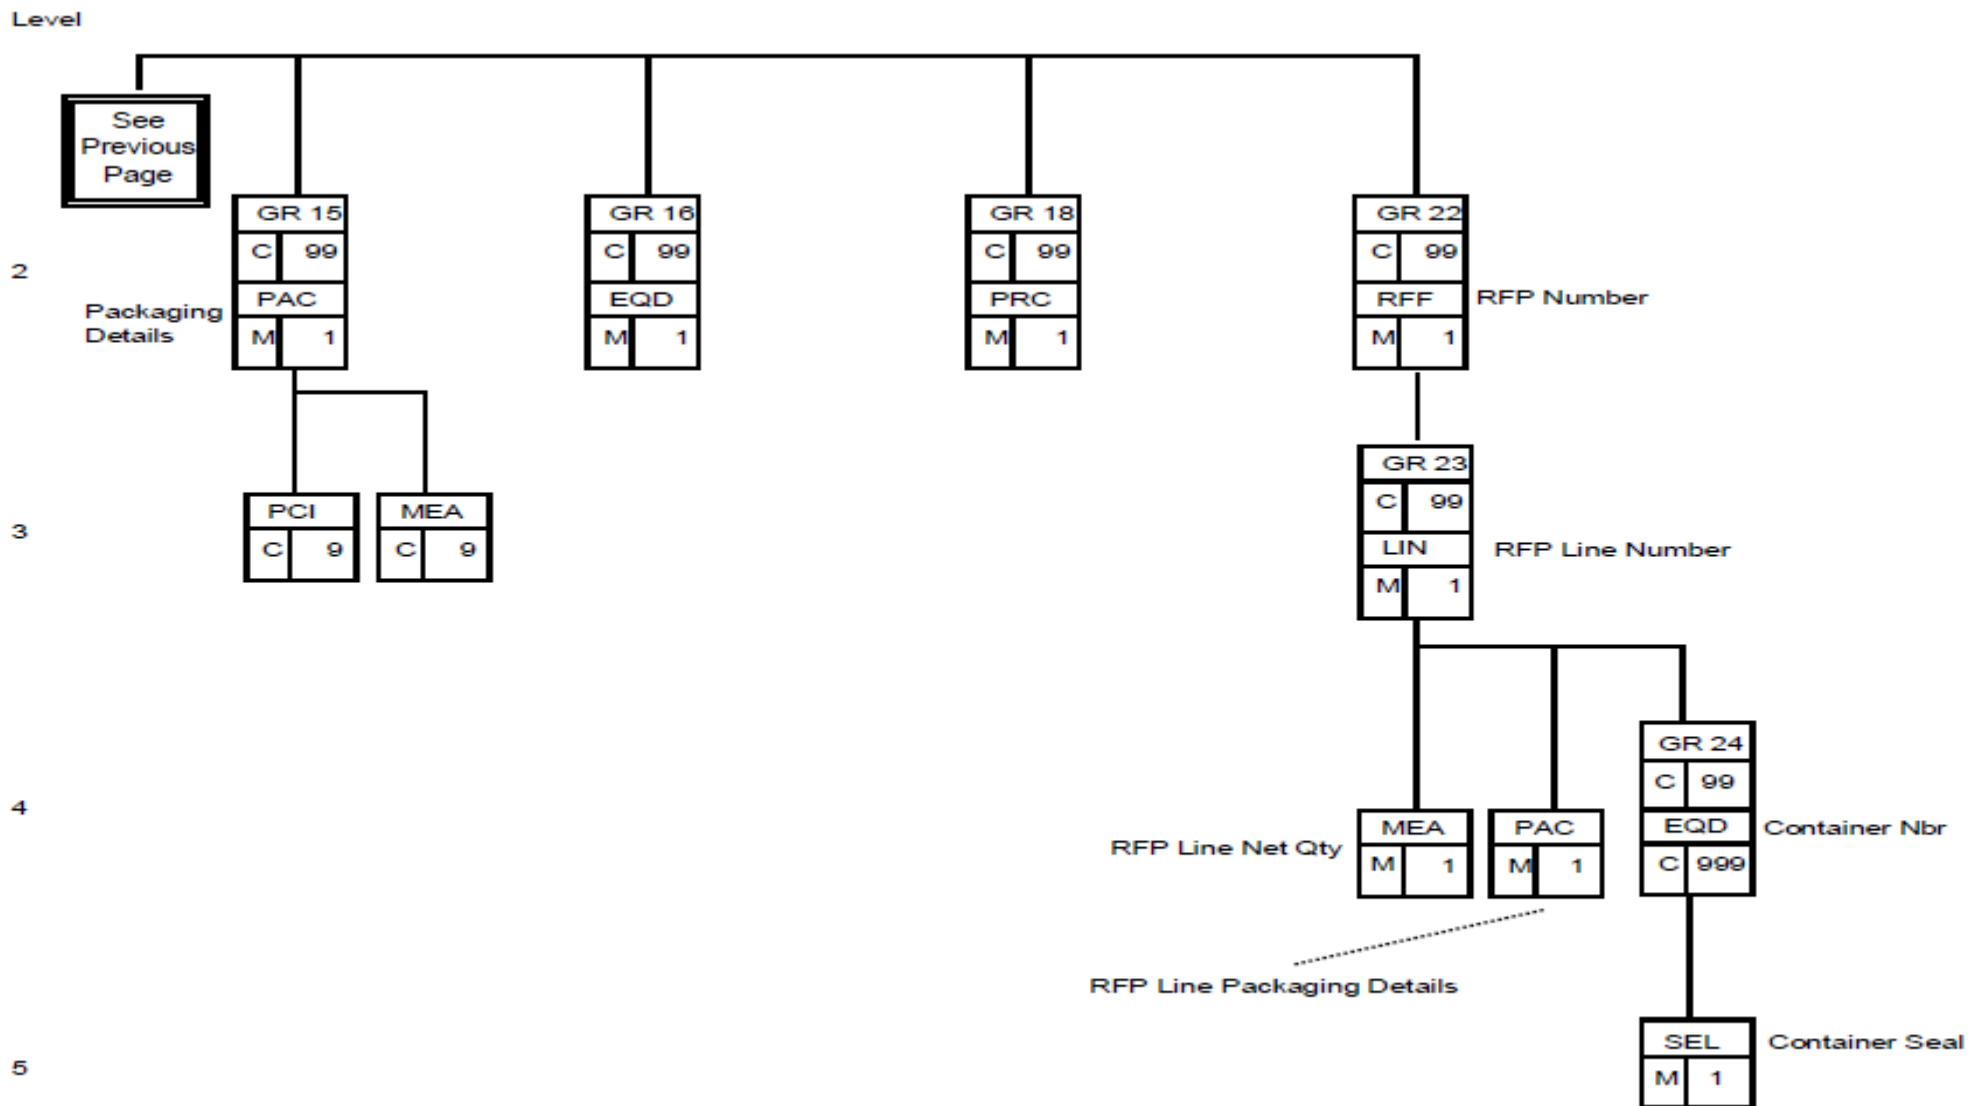 Level
See
Previous
Page
GR 15
C 99
PAC
M 1
GR 16
C 99
EQD
M 1
GR 18
C 99
PRC
M 1
GR 22
C 99
RFF
M 1
2
Packaging
Details
RFP Number
GR 23
C 99
LIN
M 1
3
PCI
C 9
MEA
C 9
RFP Line Number
GR 24
C 99
EQD
C 999
4
RFP Line Net Qty
MEA
M 1
PAC
M 1
Container Nbr
RFP Line Packaging Details
SEL
M 1
Container Seal
5